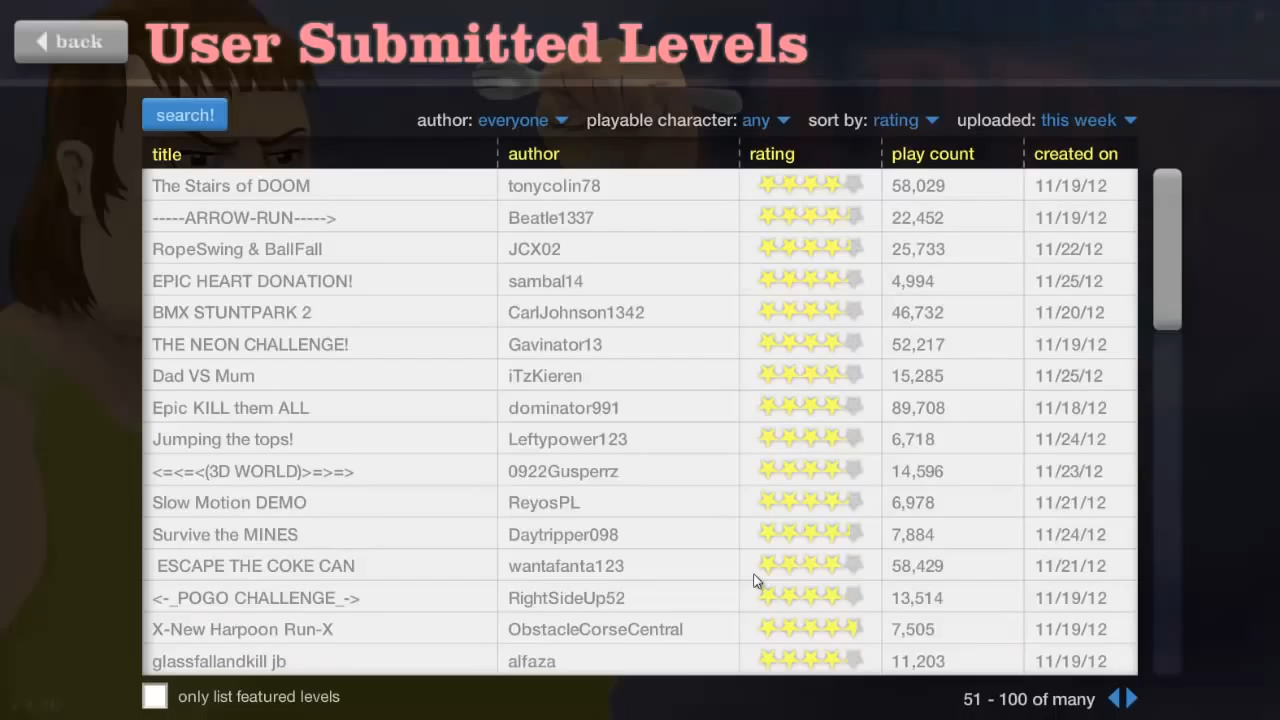 back
User Submitted Levels
search!
author: everyone playable character: any sort by: rating uploaded: this week
title author rating play count created on
The Stairs of DOOM tonycolin78 58,029 11/19/12
-----ARROW-RUN-----> Beatle1337 22,452 11/19/12
RopeSwing & BallFall JCX02 25,733 11/22/12
EPIC HEART DONATION! sambal14 4,994 11/25/12
BMX STUNTPARK 2 CarlJohnson1342 46,732 11/20/12
THE NEON CHALLENGE! Gavinator13 52,217 11/19/12
Dad VS Mum iTzKieren 15,285 11/25/12
Epic KILL them ALL dominator991 89,708 11/18/12
Jumping the tops! Leftypower123 6,718 11/24/12
<=<=<(3D WORLD)>=>=> 0922Gusperrz 14,596 11/23/12
Slow Motion DEMO ReyosPL 6,978 11/21/12
Survive the MINES Daytripper098 7,884 11/24/12
ESCAPE THE COKE CAN wantafanta123 58,429 11/21/12
<-_POGO CHALLENGE_-> RightSideUp52 13,514 11/19/12
X-New Harpoon Run-X ObstacleCorseCentral 7,505 11/19/12
glassfallandkill jb alfaza 11,203 11/19/12
only list featured levels
51 - 100 of many